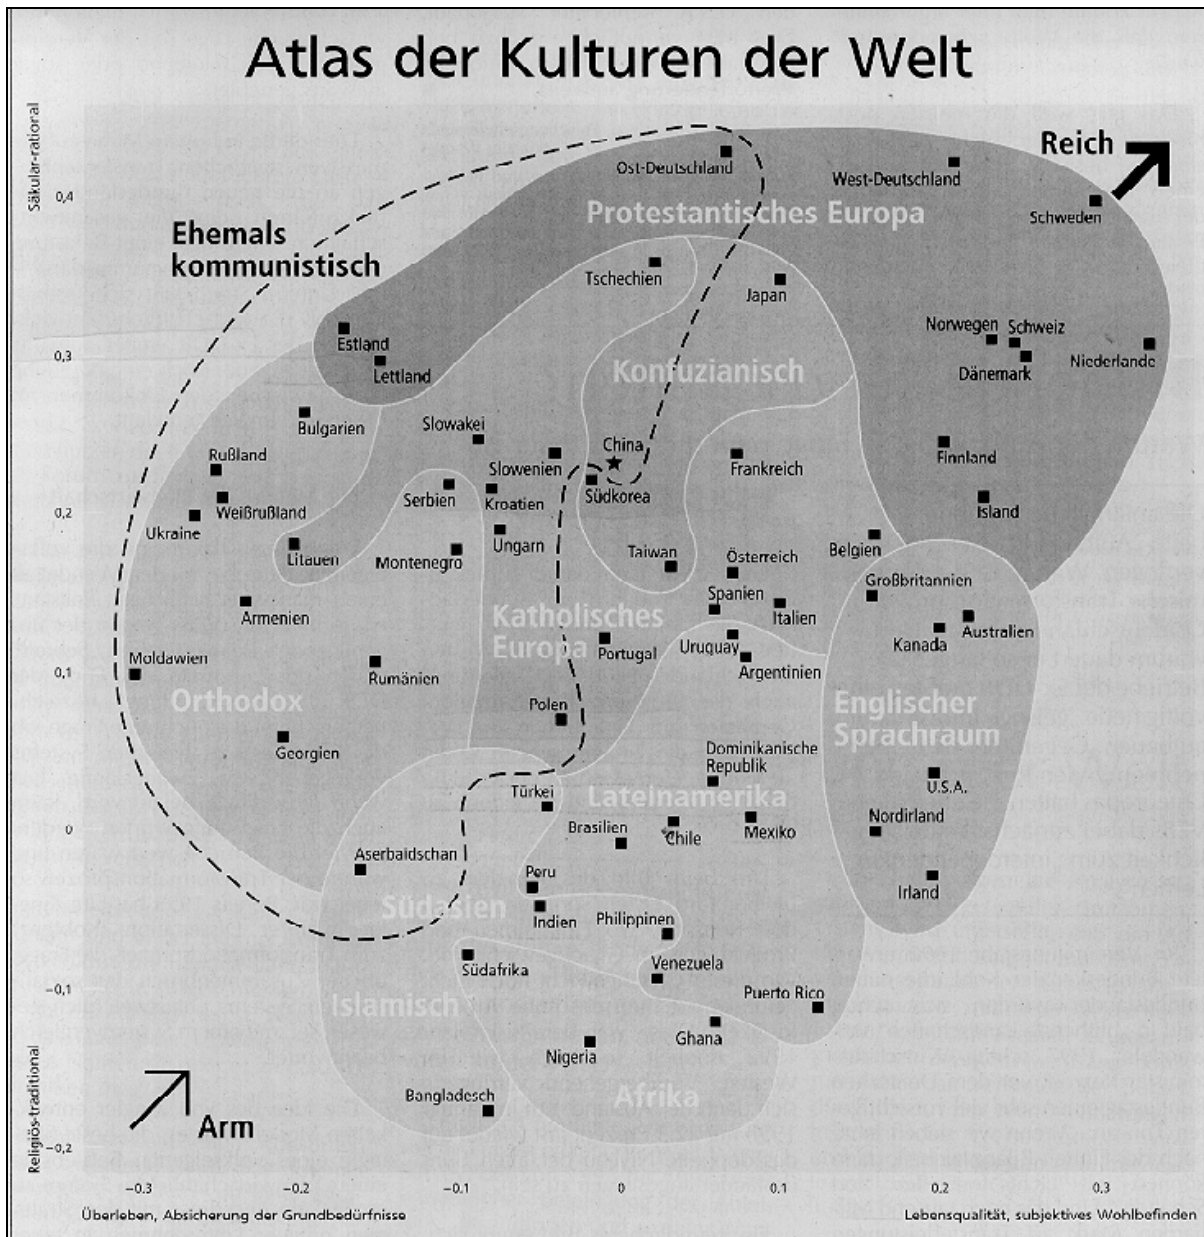 Atlas der Kulturen der Welt
Säkular-rational
Reich
Ost-Deutschland
West-Deutschland
0,4
Schweden
Protestantisches Europa
Ehemals
kommunistisch
Tschechien
Japan
Estland
Norwegen
Schweiz
0,3
Lettland
Konfuzianisch
Dänemark
Niederlande
Bulgarien
Slowakei
China
Rußland
Slowenien
Frankreich
Finnland
Serbien
Kroatien
Südkorea
Weißrußland
Island
0,2
Ukraine
Ungarn
Litauen
Montenegro
Taiwan
Österreich
Belgien
Großbritannien
Spanien
Armenien
Katholisches
Europa
Italien
Uruguay
Kanada
Australien
Portugal
Moldawien
0,1
Rumänien
Argentinien
Orthodox
Polen
Englischer
Sprachraum
Georgien
Dominikanische
Republik
U.S.A.
Türkei
Lateinamerika
0
Brasilien
Chile
Mexiko
Nordirland
Aserbaidschan
Peru
Irland
Südasien
Indien
Philippinen
Südafrika
Venezuela
−0,1
Islamisch
Puerto Rico
Ghana
Nigeria
Bangladesch
Afrika
Arm
Religiös-traditional
−0,2
−0.3
−0.2
−0.1
0
0.1
0.2
0.3
Überleben, Absicherung der Grundbedürfnisse
Lebensqualität, subjektives Wohlbefinden